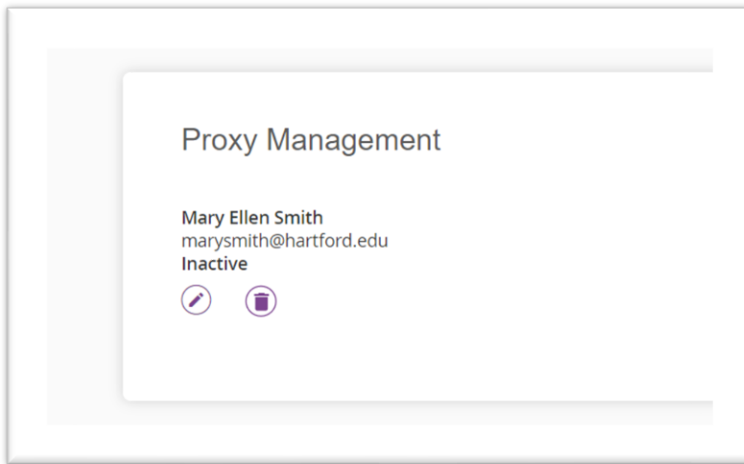 Proxy Management
Mary Ellen Smith
marysmith@hartford.edu
Inactive